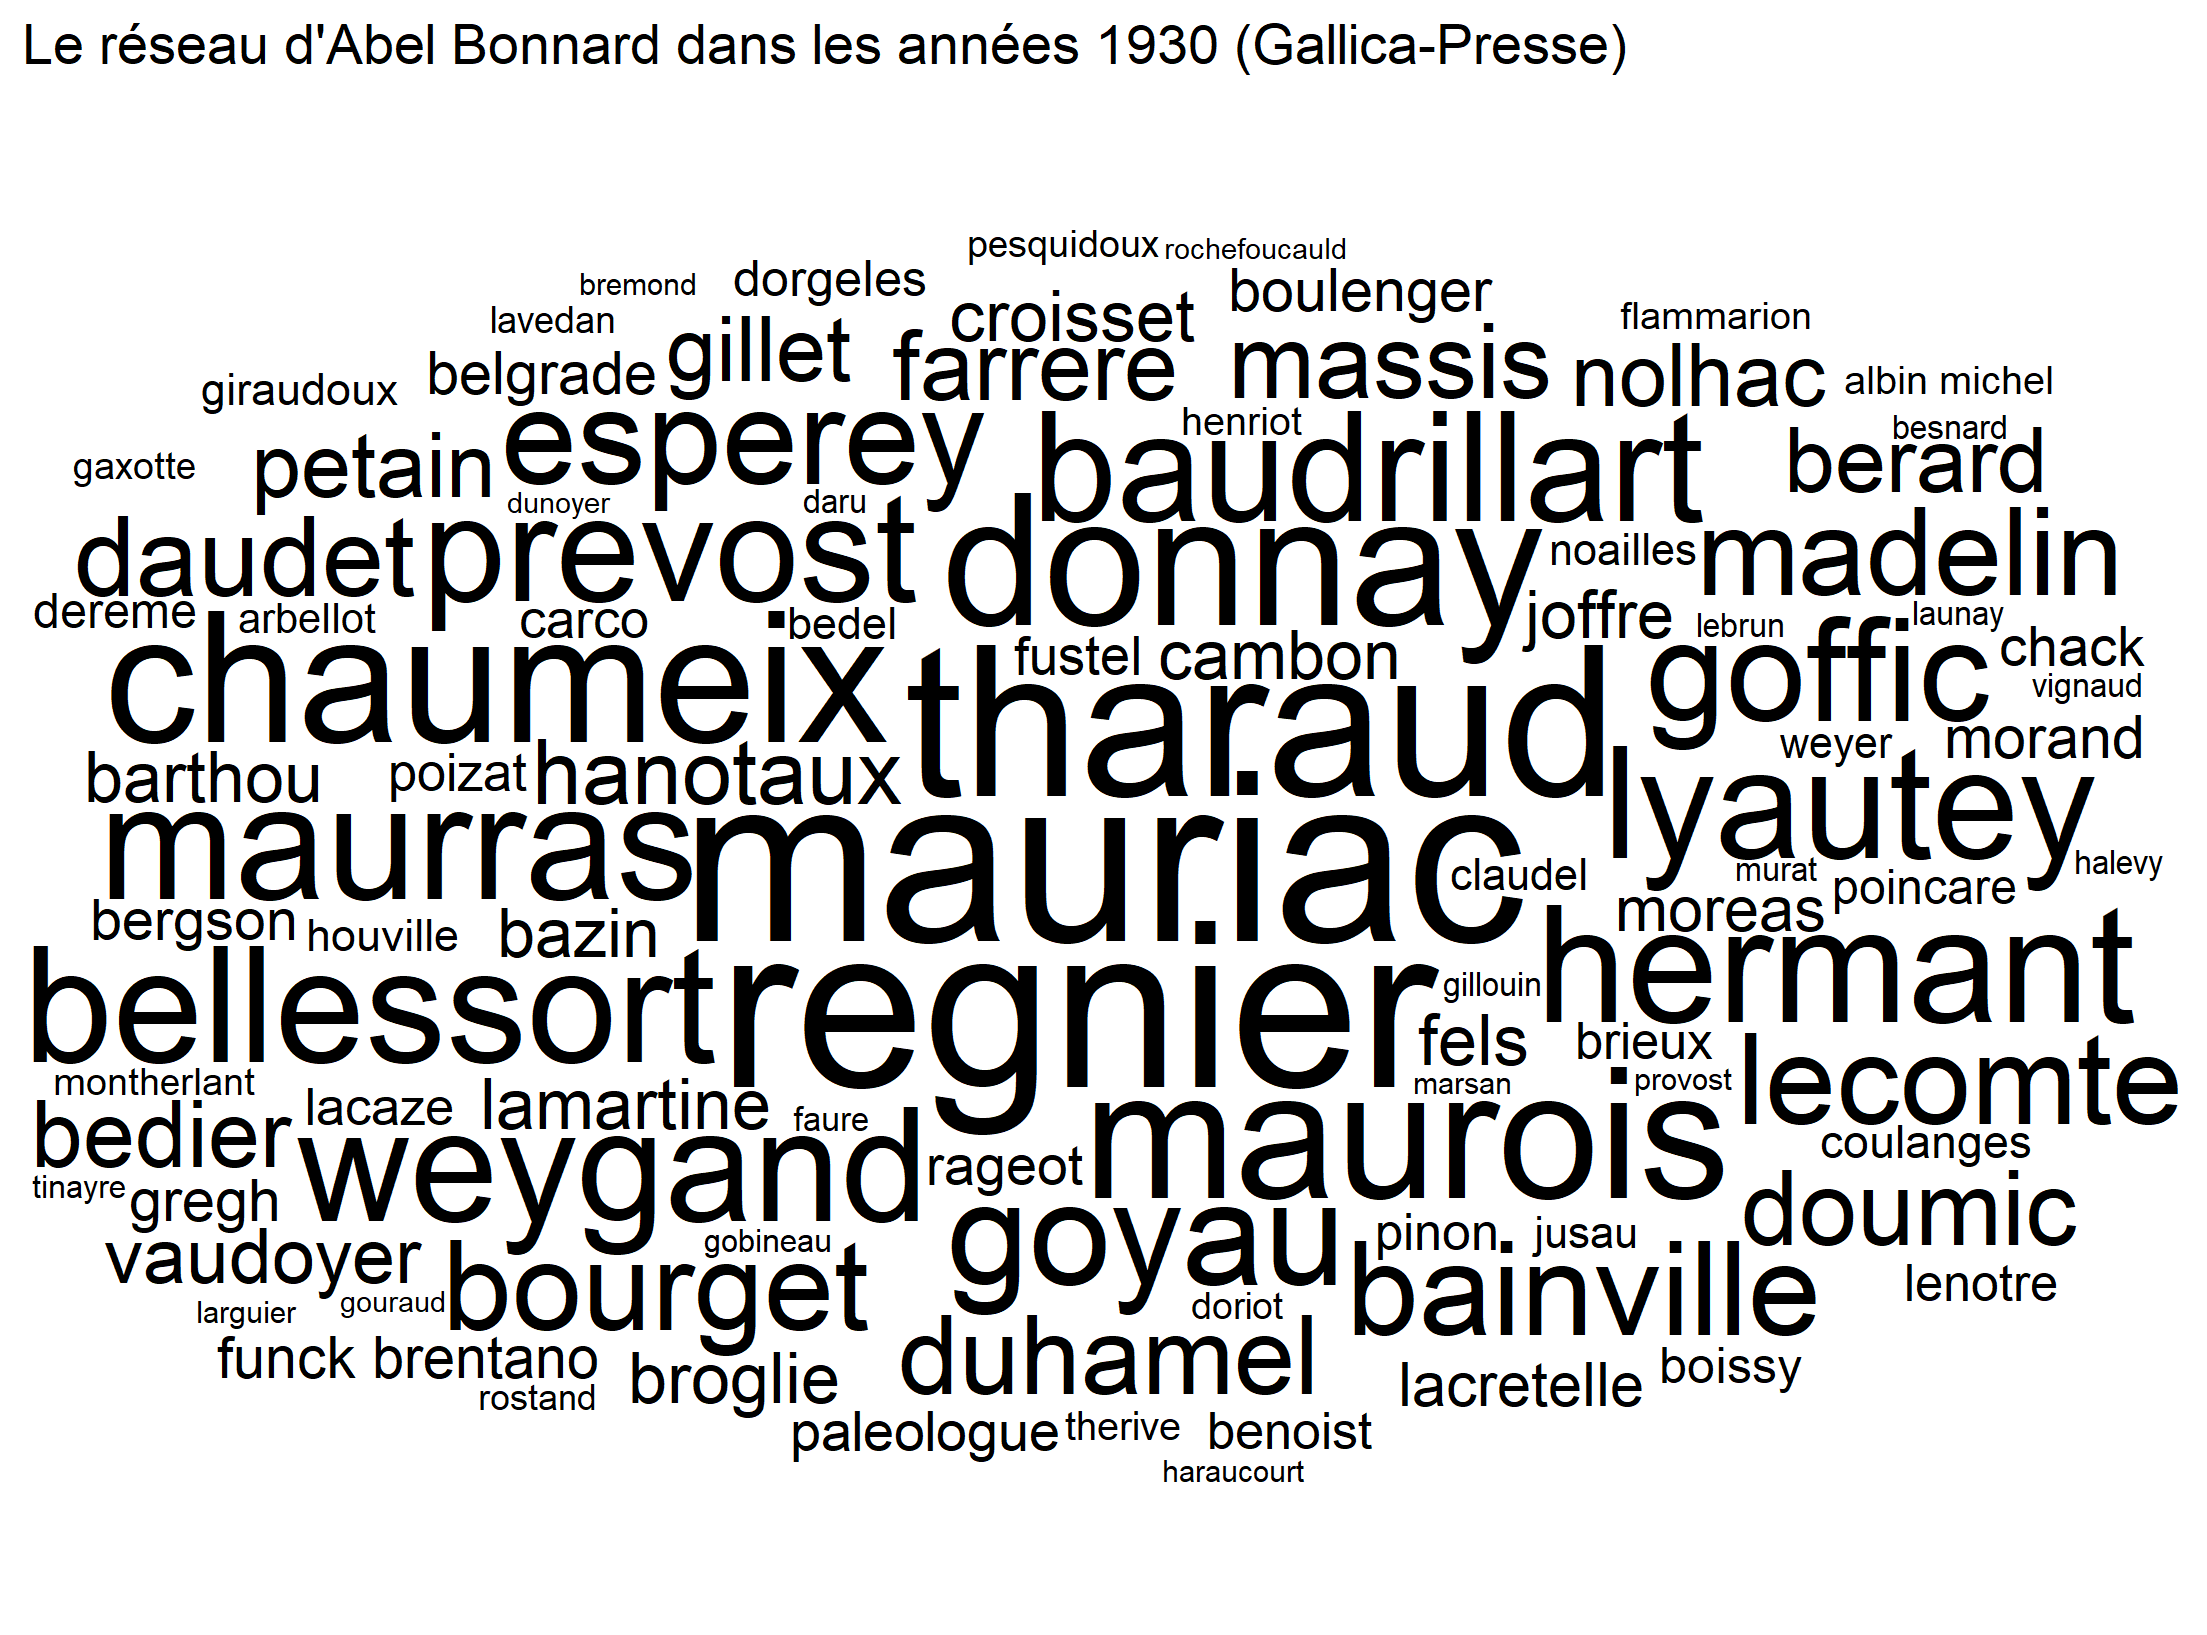 Le réseau d'Abel Bonnard dans les années 1930 (Gallica-Presse)
pesquidoux rochefoucauld
bremond dorgeles boulenger
lavedan croisset flammarion
gillet farrere massis nolhac
giraudoux belgrade albin michel
esperey henriot baudrillart besnard
gaxotte petain berard
dunoyer daru
daudet prevost donnay noailles madelin
dereme arbellot carco bedel joffre lebrun launay
chaumeix fustel cambon goffic chack
tharaud vignaud
barthou poizat hanotaux weyer morand
maurras mauriac lyautey
claudel murat poincare halevy
bergson houville bazin moreas
bellessort regnier gillouin hermant
fels brieux
montherlant marsan provost lecomte
bedier lacaze lamartine faure maurois
weygand rageot coulanges
tinayre gregh goyau doumic
vaudoyer gobineau pinon jusau
bourget bainville lenotre
larguier gouraud doriot
funck brentano duhamel
rostand broglie lacretelle boissy
paleologue therive benoist
haraucourt